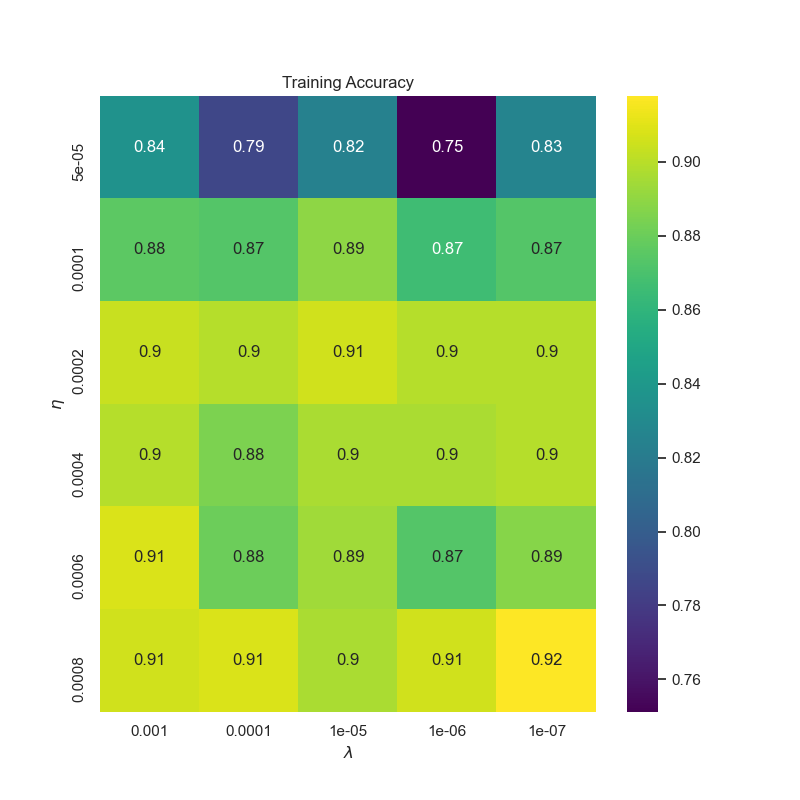 Training Accuracy
5e-05 0.84 0.79 0.82 0.75 0.83
0.0001 0.88 0.87 0.89 0.87 0.87
0.0002 0.9 0.9 0.91 0.9 0.9
η
0.0004 0.9 0.88 0.9 0.9 0.9
0.0006 0.91 0.88 0.89 0.87 0.89
0.0008 0.91 0.91 0.9 0.91 0.92
0.001 0.0001 1e-05 1e-06 1e-07
λ
0.90
0.88
0.86
0.84
0.82
0.80
0.78
0.76